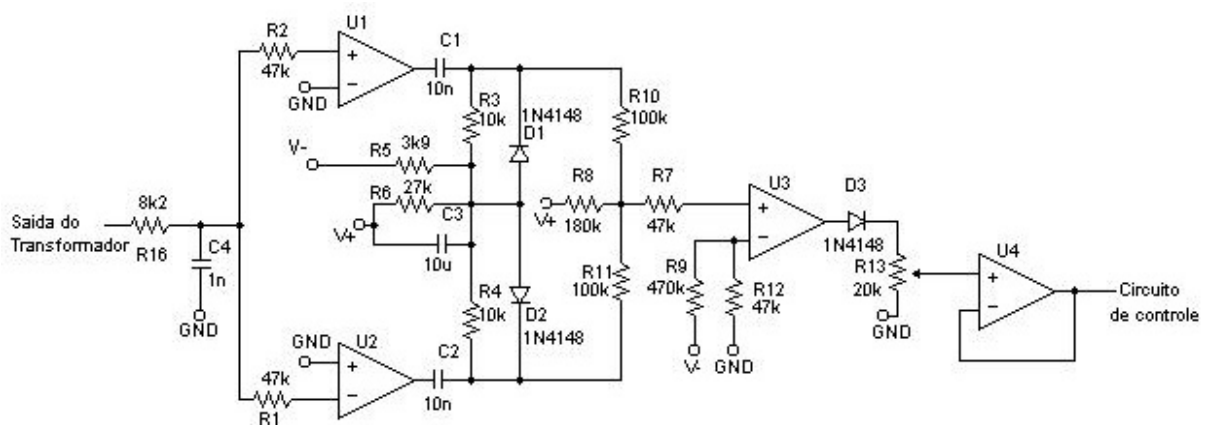 R2
47k
U1
+
−
GND
C1
10n
R3
10k
1N4148
D1
R10
100k
V-
R5
3k9
R6
27k
C3
V+
10u
R8
V+
180k
R7
47k
U3
+
−
D3
1N4148
Saída do
Transformador
8k2
R16
C4
1n
GND
R4
10k
D2
1N4148
R11
100k
R9
470k
R12
47k
V-
GND
R13
20k
GND
U4
+
−
Circuito
de controle
GND
U2
+
−
47k
R1
C2
10n